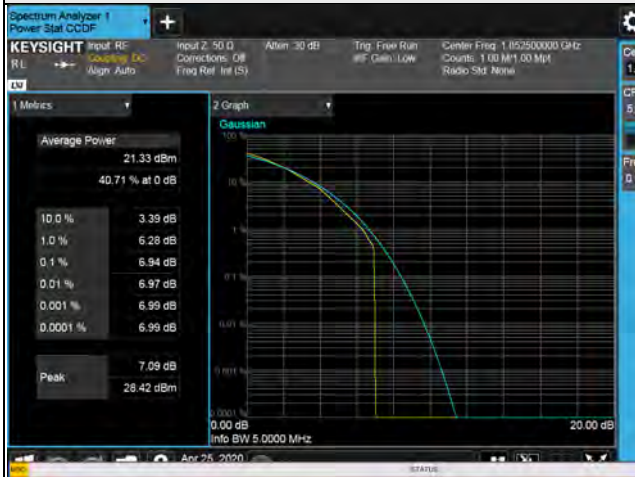 Spectrum Analyzer 1
Power Stat CCDF
KEYSIGHT
RL
Input: RF
Coupling: DC
Align: Auto
Input Z: 50 Ω
Corrections: Off
Freq Ref: Int (S)
Atten: 30 dB
Trig: Free Run
#IF Gain: Low
Center Freq: 1.852500000 GHz
Counts: 1.00 M/1.00 Mpt
Radio Std: None
1 Metrics
Average Power
21.33 dBm
40.71 % at 0 dB
10.0 % 3.39 dB
1.0 % 6.28 dB
0.1 % 6.94 dB
0.01 % 6.97 dB
0.001 % 6.99 dB
0.0001 % 6.99 dB
Peak
7.09 dB
28.42 dBm
2 Graph
Gaussian
100 %
10 %
1 %
0.1 %
0.01 %
0.001 %
0.0001 %
0.00 dB
20.00 dB
Info BW 5.0000 MHz
Apr 25, 2020
MSG
STATUS